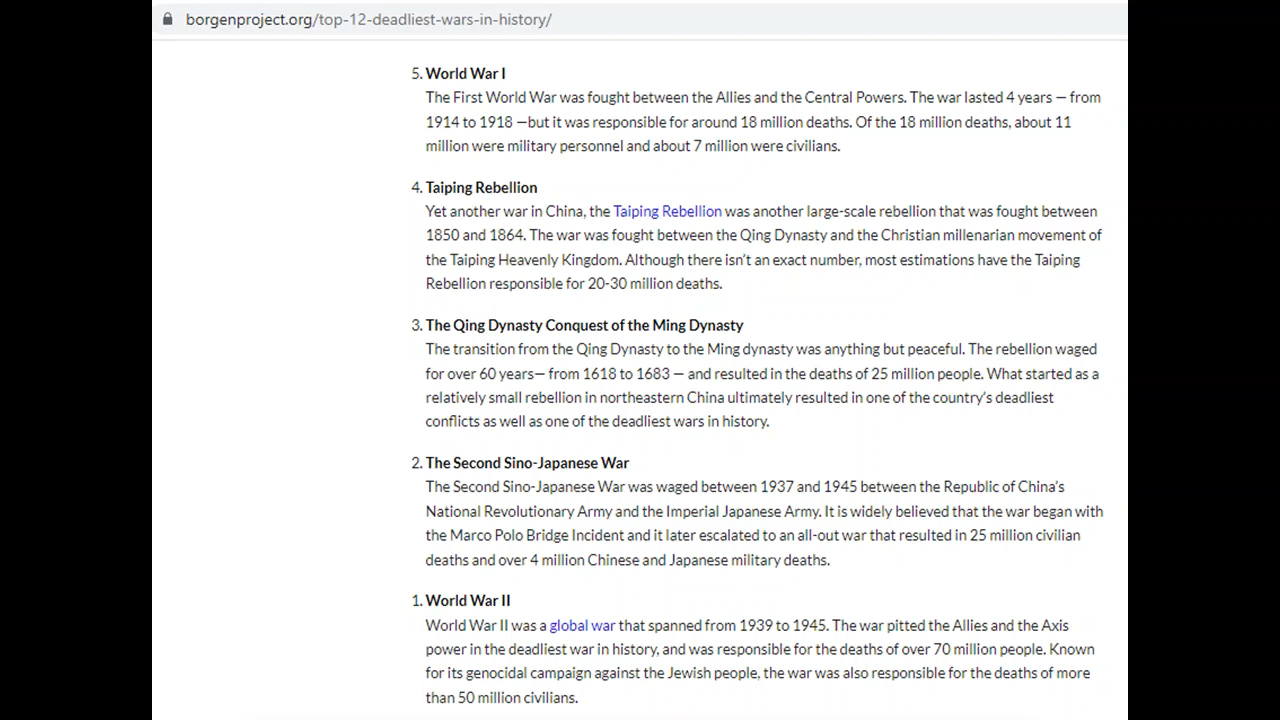 borgenproject.org/top-12-deadliest-wars-in-history/
5. World War I
The First World War was fought between the Allies and the Central Powers. The war lasted 4 years — from
1914 to 1918 —but it was responsible for around 18 million deaths. Of the 18 million deaths, about 11
million were military personnel and about 7 million were civilians.
4. Taiping Rebellion
Yet another war in China, the Taiping Rebellion was another large-scale rebellion that was fought between
1850 and 1864. The war was fought between the Qing Dynasty and the Christian millenarian movement of
the Taiping Heavenly Kingdom. Although there isn’t an exact number, most estimations have the Taiping
Rebellion responsible for 20-30 million deaths.
3. The Qing Dynasty Conquest of the Ming Dynasty
The transition from the Qing Dynasty to the Ming dynasty was anything but peaceful. The rebellion waged
for over 60 years— from 1618 to 1683 — and resulted in the deaths of 25 million people. What started as a
relatively small rebellion in northeastern China ultimately resulted in one of the country’s deadliest
conflicts as well as one of the deadliest wars in history.
2. The Second Sino-Japanese War
The Second Sino-Japanese War was waged between 1937 and 1945 between the Republic of China’s
National Revolutionary Army and the Imperial Japanese Army. It is widely believed that the war began with
the Marco Polo Bridge Incident and it later escalated to an all-out war that resulted in 25 million civilian
deaths and over 4 million Chinese and Japanese military deaths.
1. World War II
World War II was a global war that spanned from 1939 to 1945. The war pitted the Allies and the Axis
power in the deadliest war in history, and was responsible for the deaths of over 70 million people. Known
for its genocidal campaign against the Jewish people, the war was also responsible for the deaths of more
than 50 million civilians.